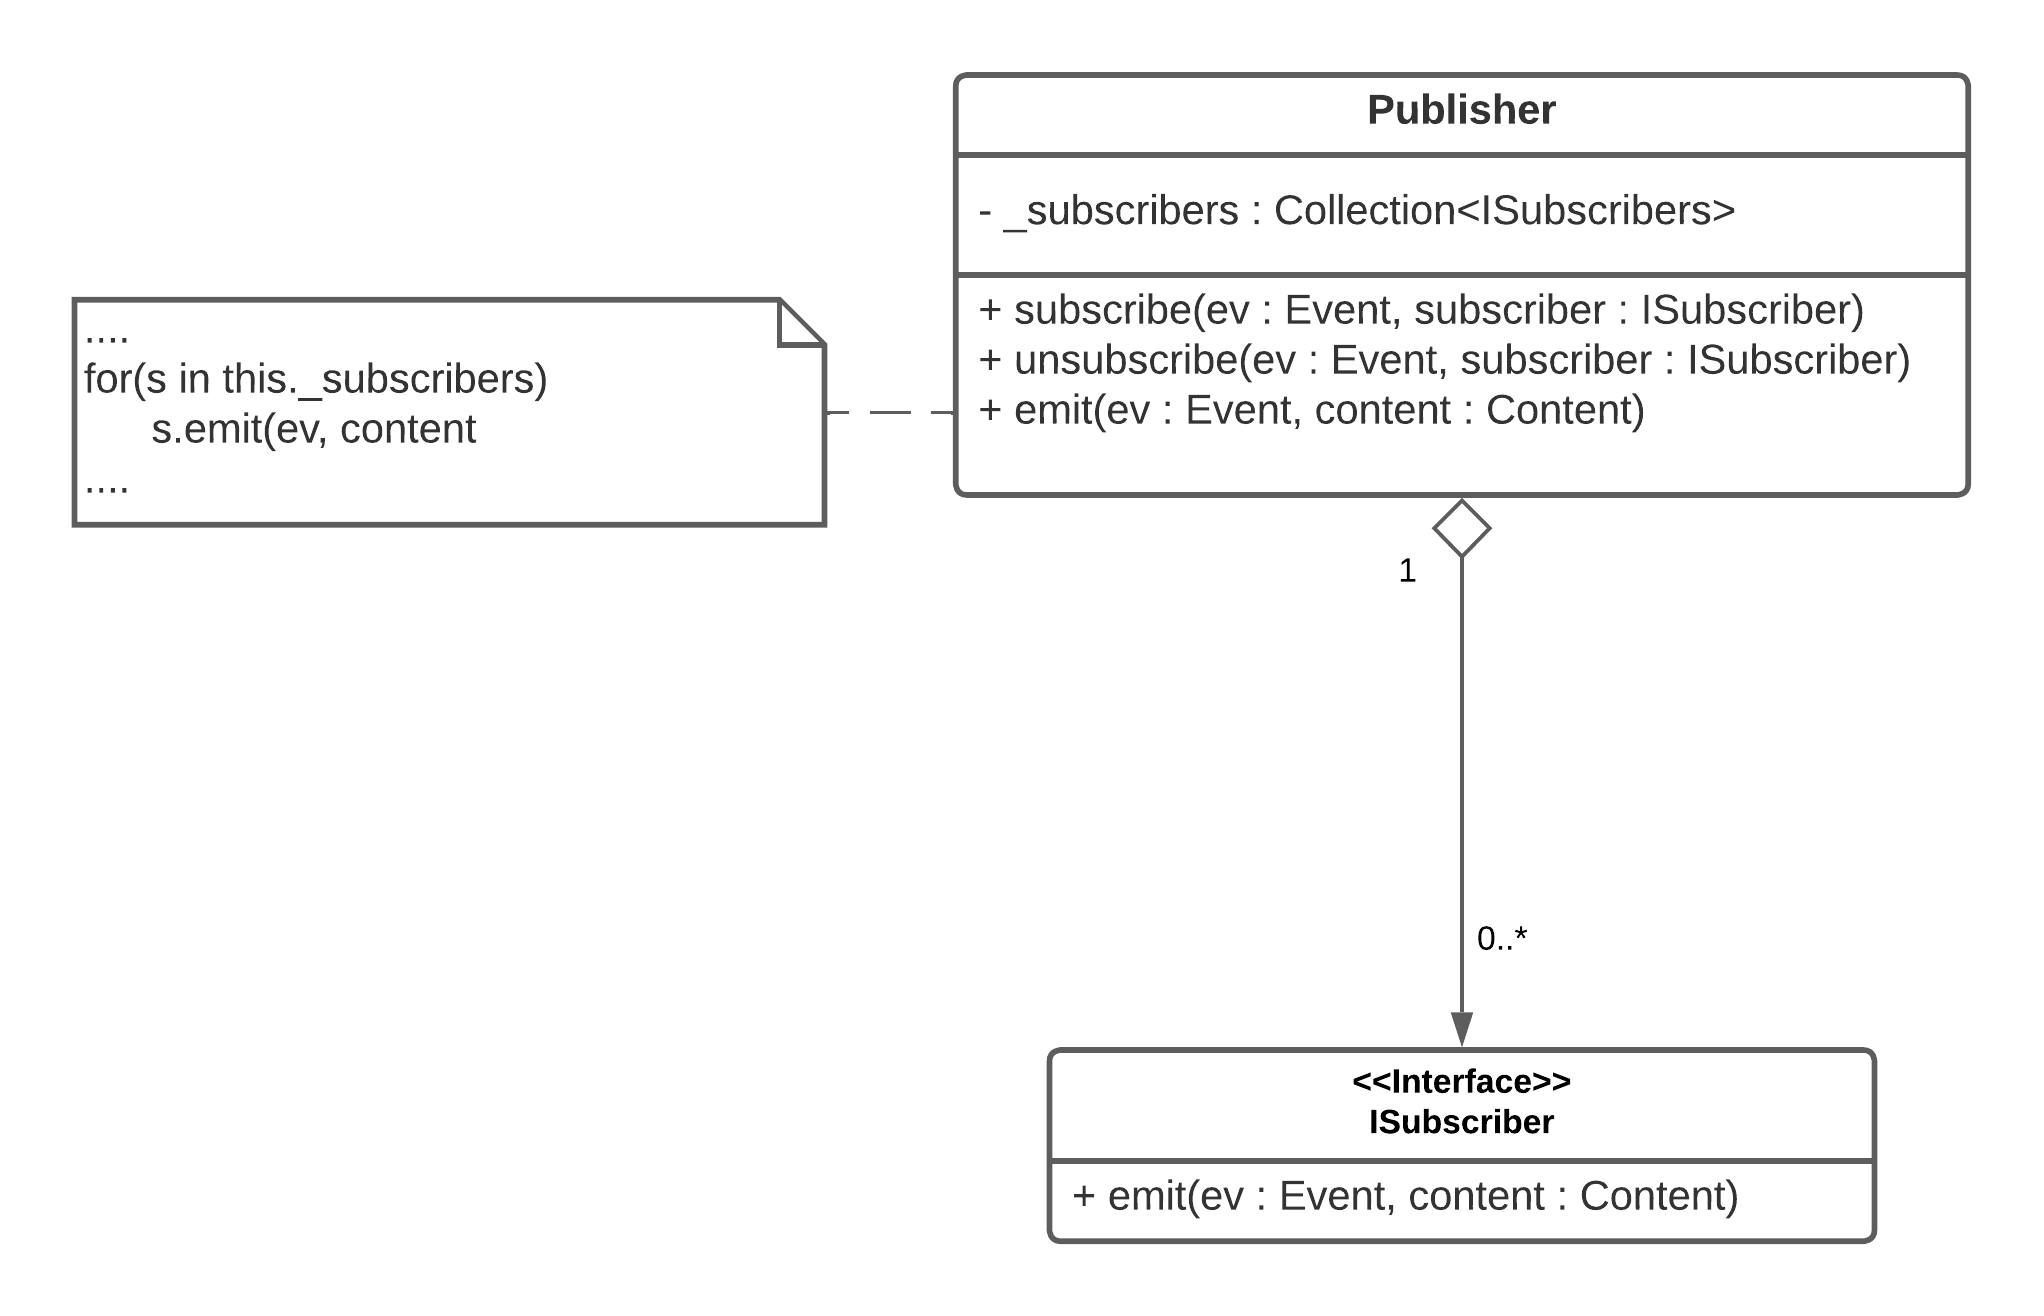 Publisher
- _subscribers : Collection<ISubscribers>
+ subscribe(ev : Event, subscriber : ISubscriber)
+ unsubscribe(ev : Event, subscriber : ISubscriber)
+ emit(ev : Event, content : Content)
....
for(s in this._subscribers)
s.emit(ev, content
....
1
0..*
<<Interface>>
ISubscriber
+ emit(ev : Event, content : Content)